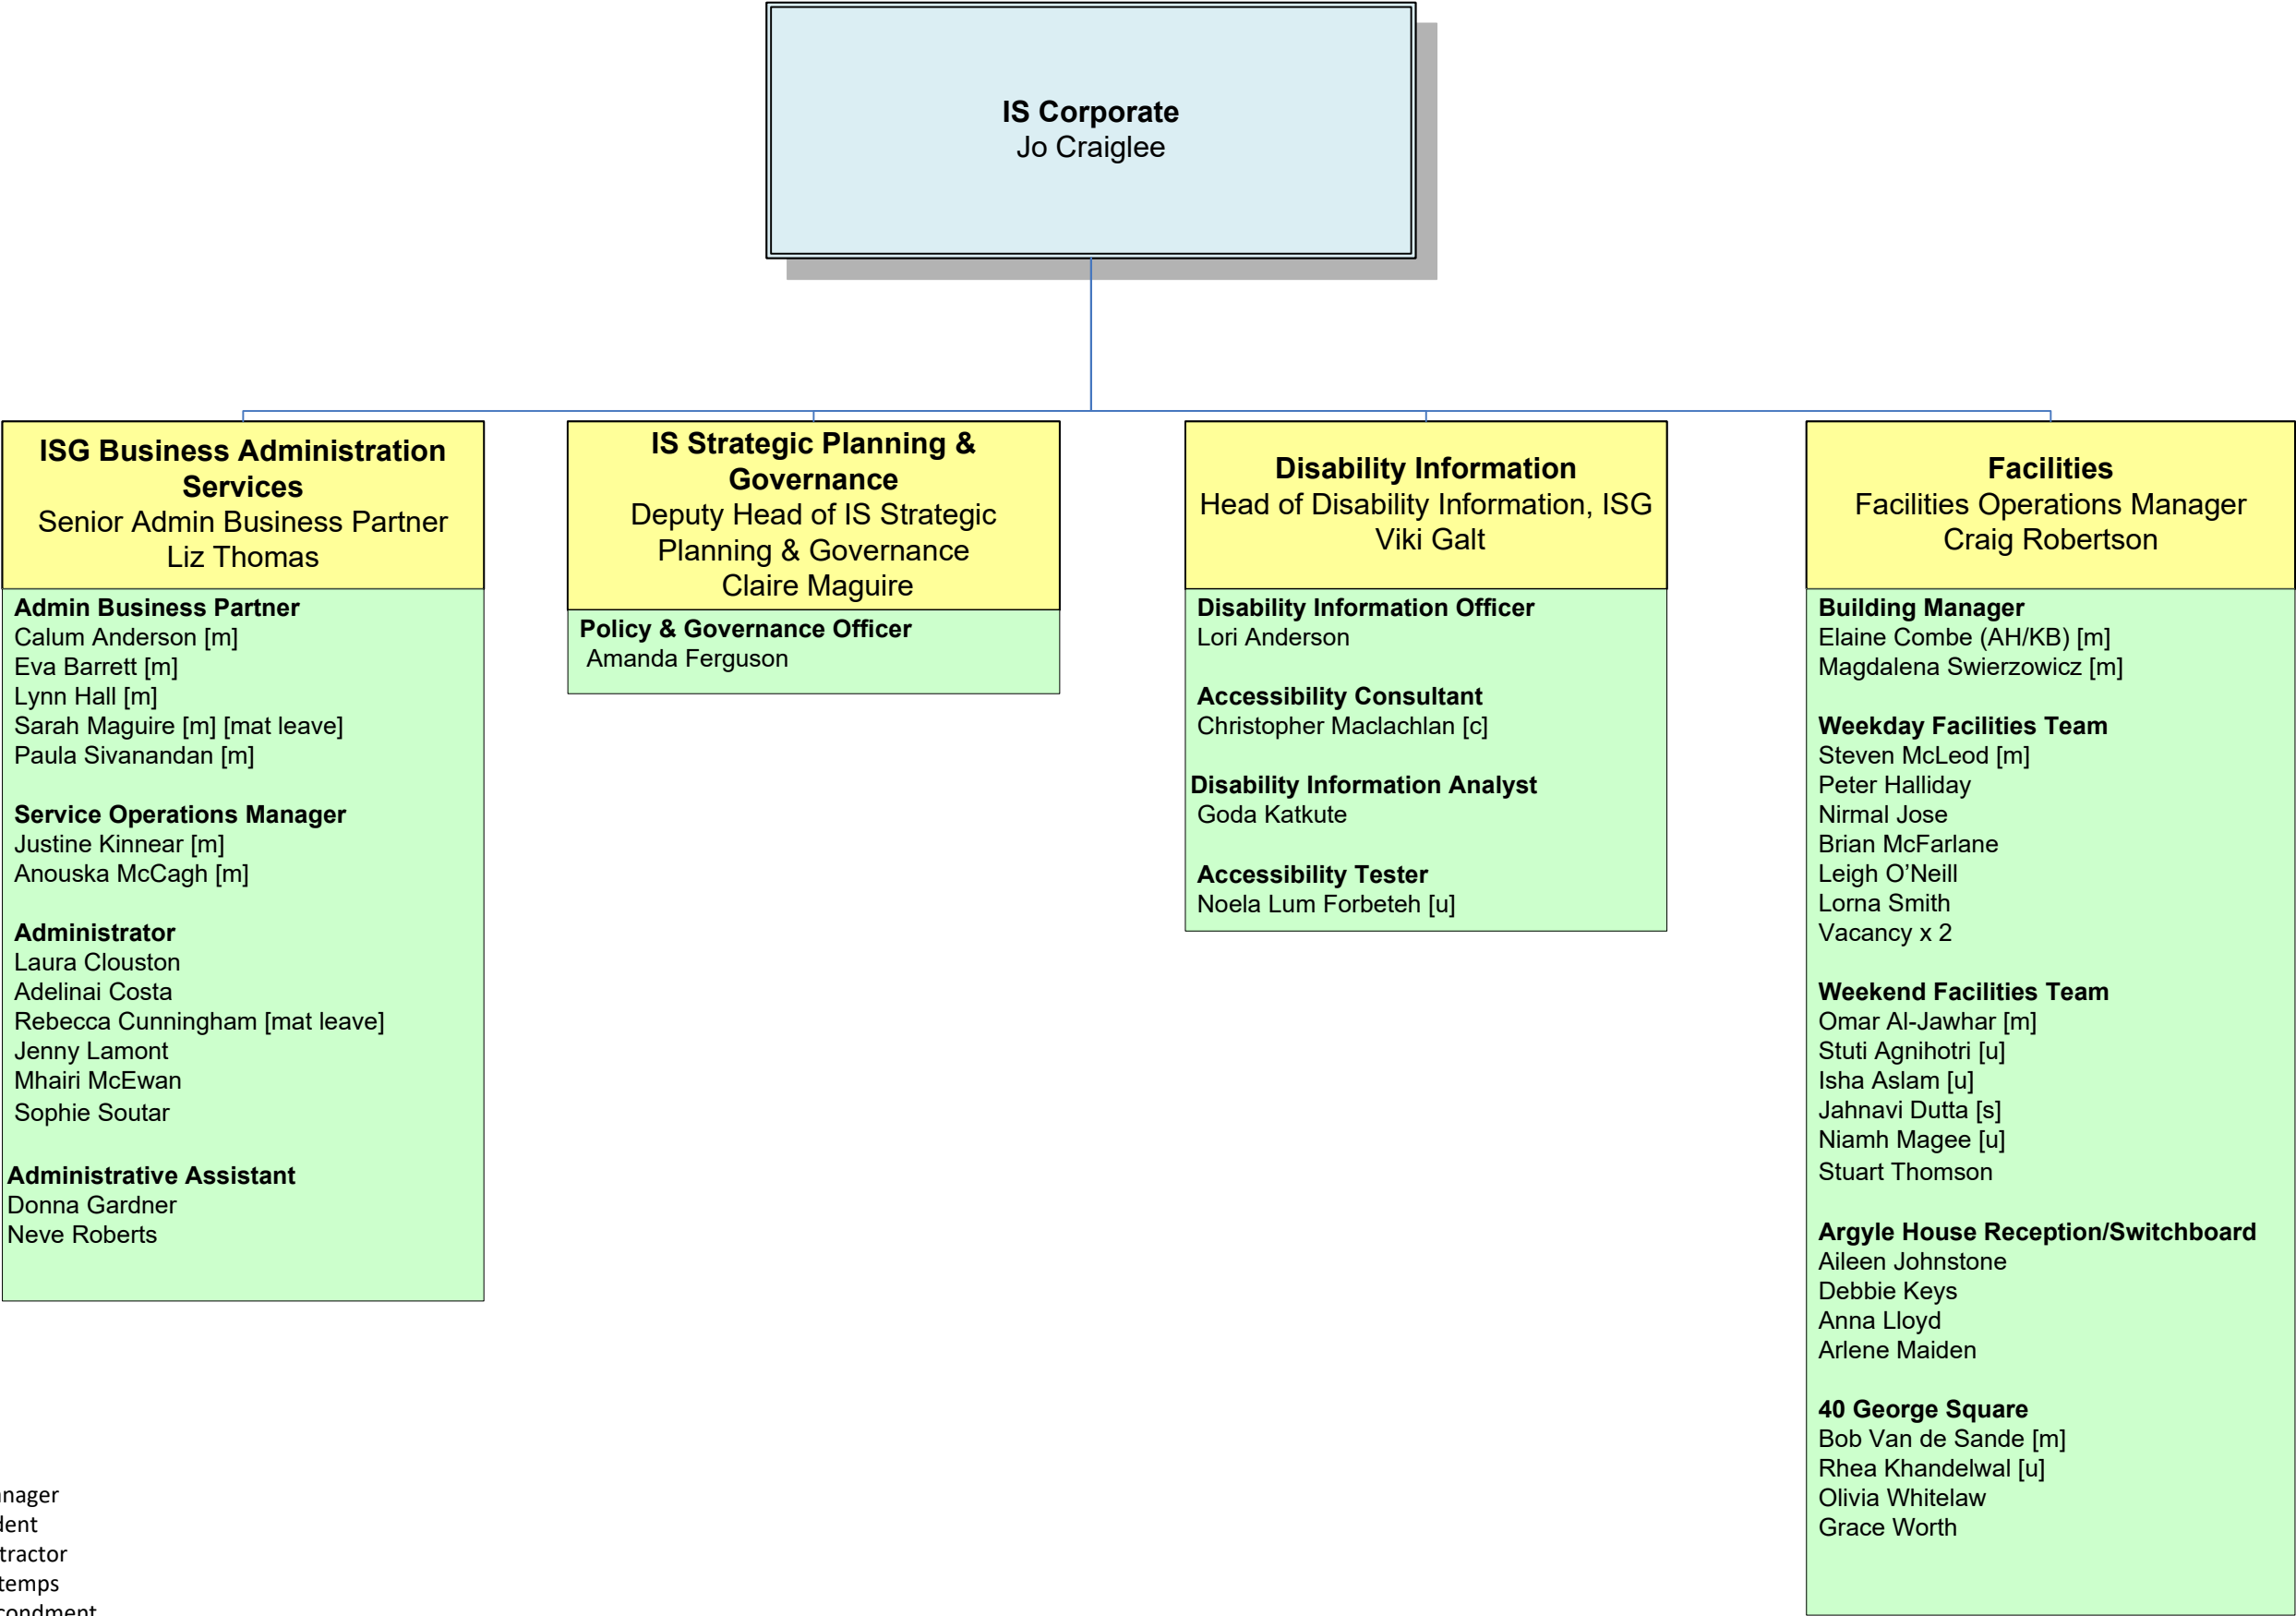 IS Corporate
Jo Craiglee
ISG Business Administration
Services
Senior Admin Business Partner
Liz Thomas
Admin Business Partner
Calum Anderson [m]
Eva Barrett [m]
Lynn Hall [m]
Sarah Maguire [m] [mat leave]
Paula Sivanandan [m]
Service Operations Manager
Justine Kinnear [m]
Anouska McCagh [m]
Administrator
Laura Clouston
Adelinai Costa
Rebecca Cunningham [mat leave]
Jenny Lamont
Mhairi McEwan
Sophie Soutar
Administrative Assistant
Donna Gardner
Neve Roberts
IS Strategic Planning &
Governance
Deputy Head of IS Strategic
Planning & Governance
Claire Maguire
Policy & Governance Officer
Amanda Ferguson
Disability Information
Head of Disability Information, ISG
Viki Galt
Disability Information Officer
Lori Anderson
Accessibility Consultant
Christopher Maclachlan [c]
Disability Information Analyst
Goda Katkute
Accessibility Tester
Noela Lum Forbeteh [u]
Facilities
Facilities Operations Manager
Craig Robertson
Building Manager
Elaine Combe (AH/KB) [m]
Magdalena Swierzowicz [m]
Weekday Facilities Team
Steven McLeod [m]
Peter Halliday
Nirmal Jose
Brian McFarlane
Leigh O’Neill
Lorna Smith
Vacancy x 2
Weekend Facilities Team
Omar Al-Jawhar [m]
Stuti Agnihotri [u]
Isha Aslam [u]
Jahnavi Dutta [s]
Niamh Magee [u]
Stuart Thomson
Argyle House Reception/Switchboard
Aileen Johnstone
Debbie Keys
Anna Lloyd
Arlene Maiden
40 George Square
Bob Van de Sande [m]
Rhea Khandelwal [u]
Olivia Whitelaw
Grace Worth
nager
dent
tractor
temps
condment